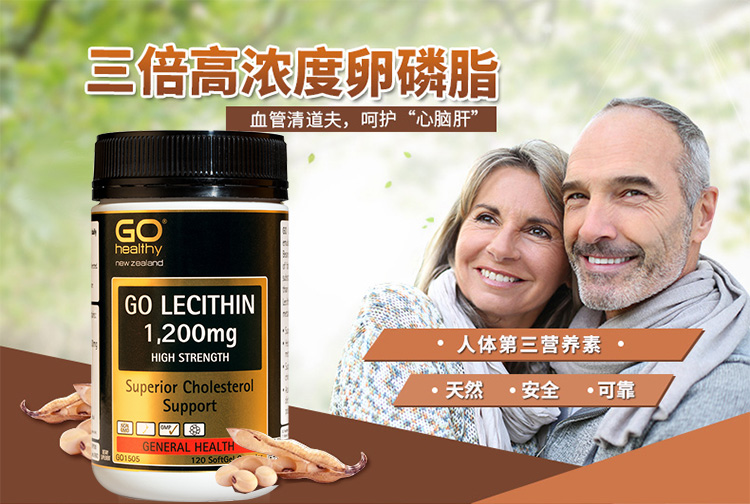 三倍高浓度卵磷脂
血管清道夫，呵护“心脑肝”
GO®
healthy
new zealand
GO LECITHIN
1,200mg
HIGH STRENGTH
Superior Cholesterol
Support
GENERAL HEALTH
GO1505
120 SoftGel
• 人体第三营养素 •
• 天然 • 安全 • 可靠